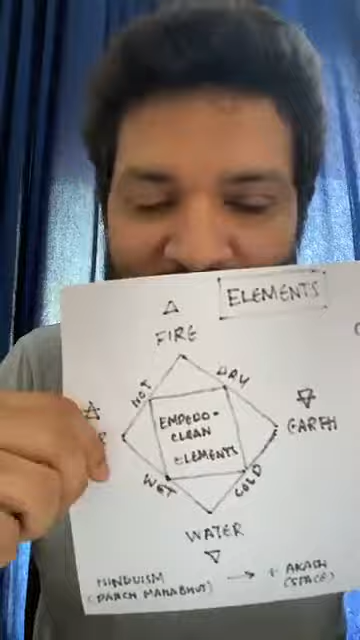 ELEMENTS
FIRE
HOT
DRY
EMPEDO-
CLEAN
ELEMENTS
EARTH
WET
COLD
WATER
HINDUISM
(PANCH MAHABHUT) → + AKASH
(SPACE)